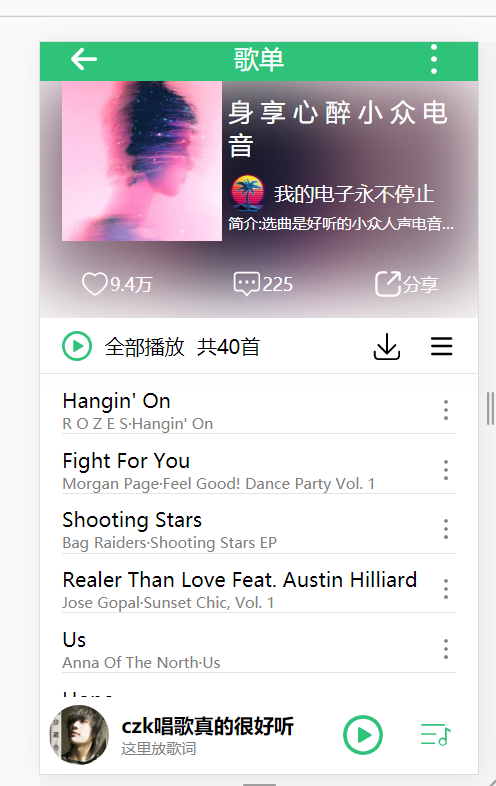 歌单
身享心醉小众电
音
我的电子永不停止
简介:选曲是好听的小众人声电音...
9.4万 225 分享
全部播放 共40首
Hangin' On
R O Z E S·Hangin' On
Fight For You
Morgan Page·Feel Good! Dance Party Vol. 1
Shooting Stars
Bag Raiders·Shooting Stars EP
Realer Than Love Feat. Austin Hilliard
Jose Gopal·Sunset Chic, Vol. 1
Us
Anna Of The North·Us
czk唱歌真的很好听
这里放歌词